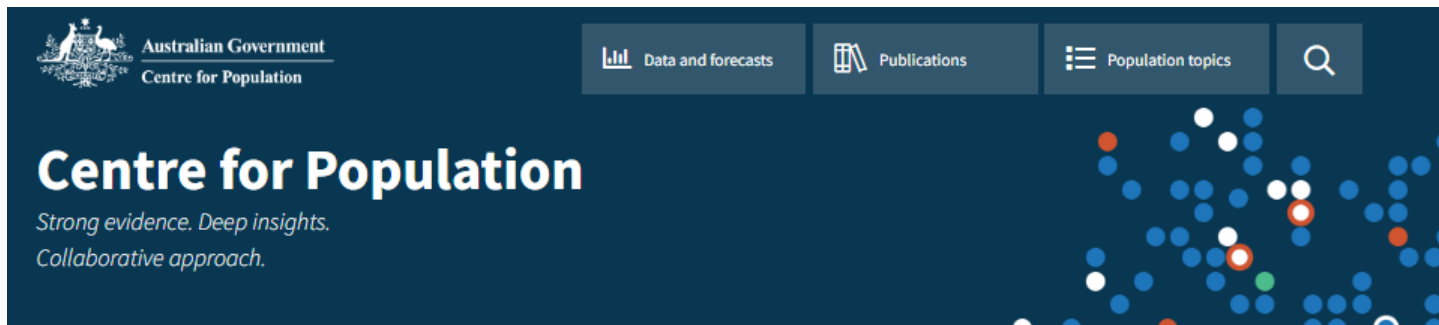 Australian Government
Centre for Population
Data and forecasts
Publications
Population topics
Centre for Population
Strong evidence. Deep insights.
Collaborative approach.